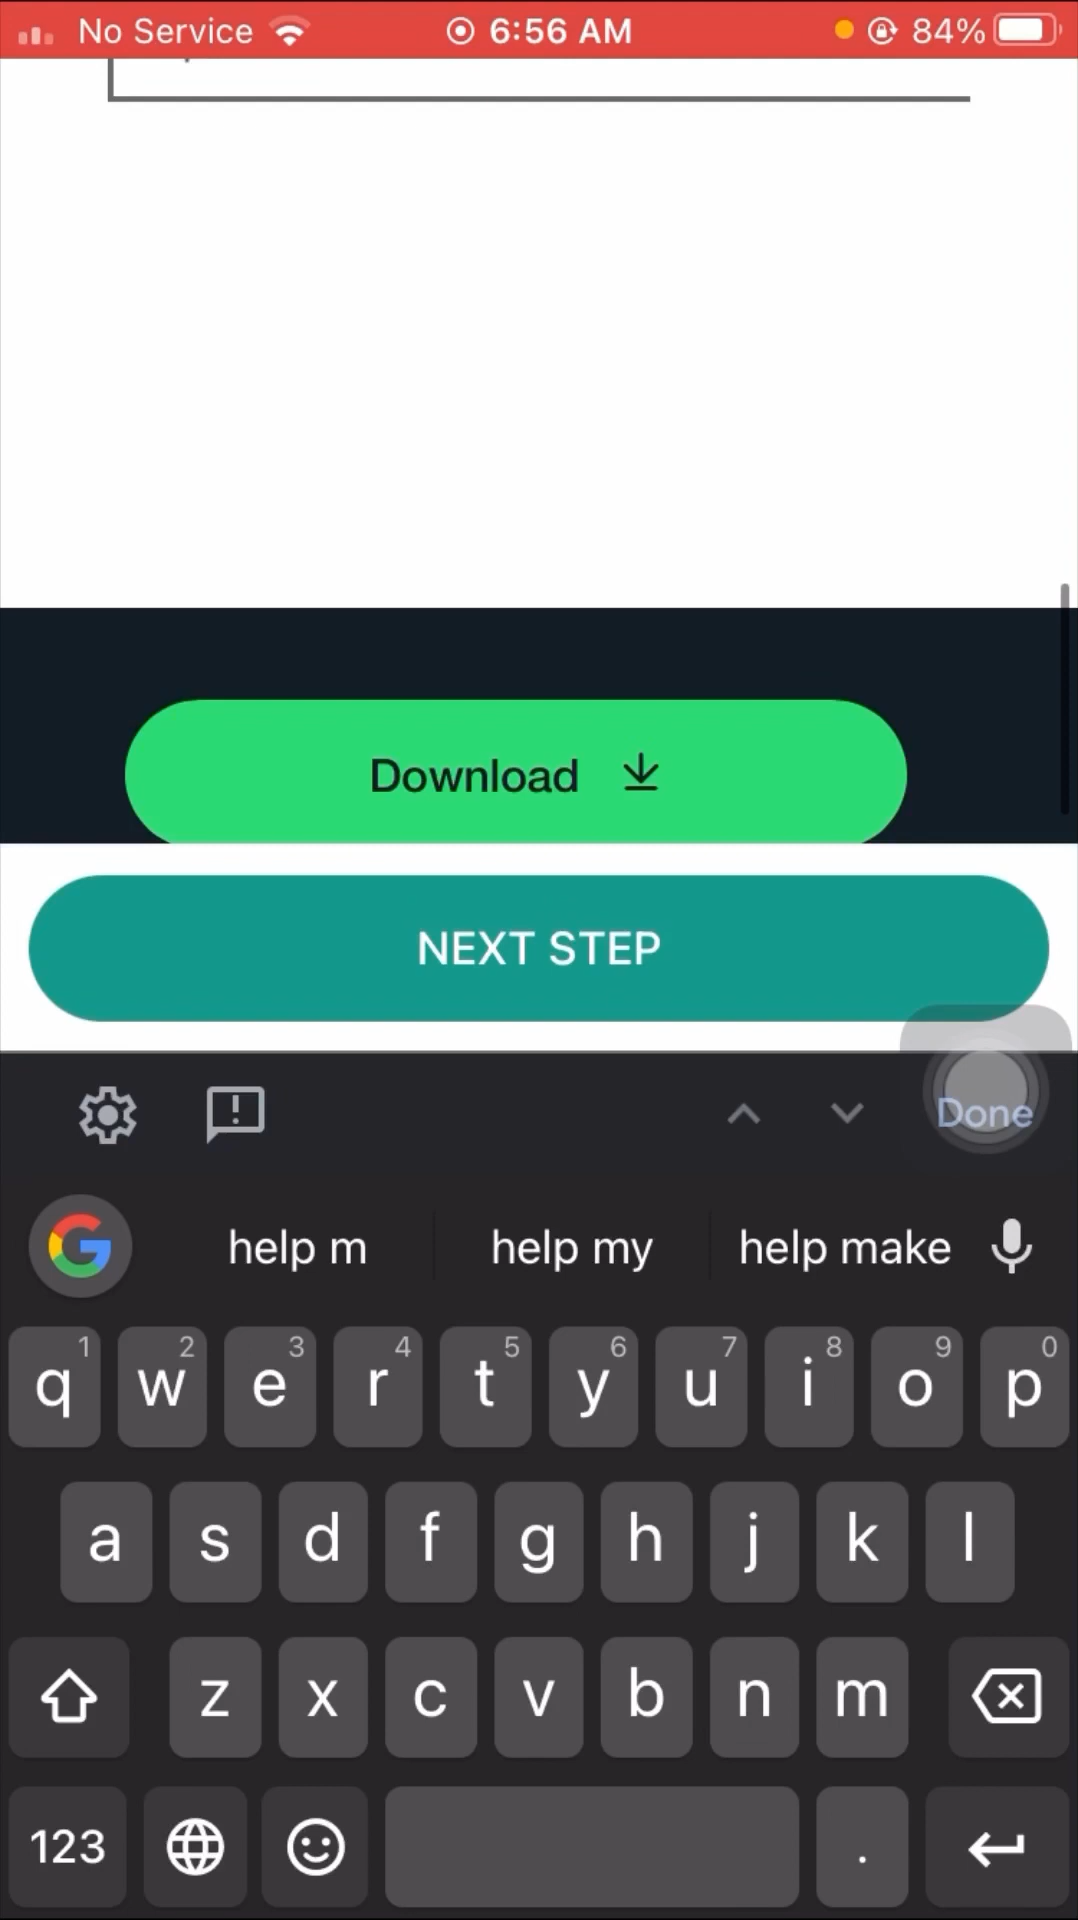 No Service 6:56 AM 84%
Download
NEXT STEP
Done
help m help my help make
1 2 3 4 5 6 7 8 9 0
q w e r t y u i o p
a s d f g h j k l
z x c v b n m
123 .